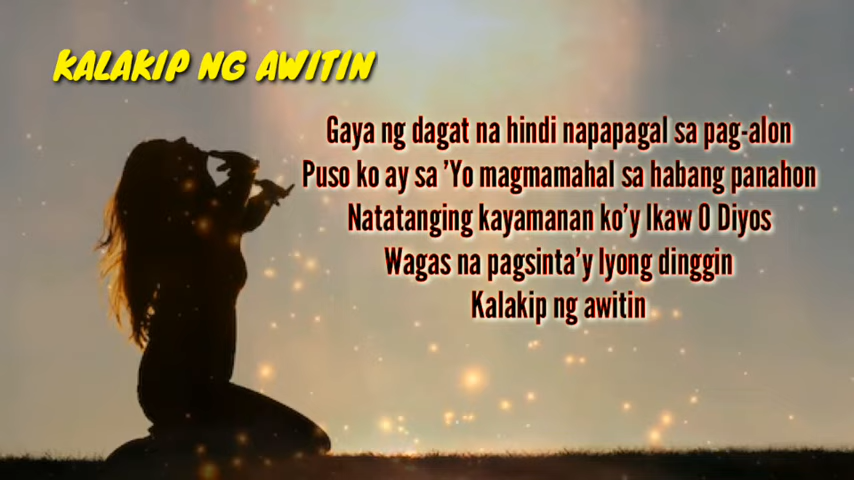 KALAKIP NG AWITIN
Gaya ng dagat na hindi napapagal sa pag-alon
Puso ko ay sa 'Yo magmamahal sa habang panahon
Natatanging kayamanan ko'y Ikaw O Diyos
Wagas na pagsinta'y Iyong dinggin
Kalakip ng awitin